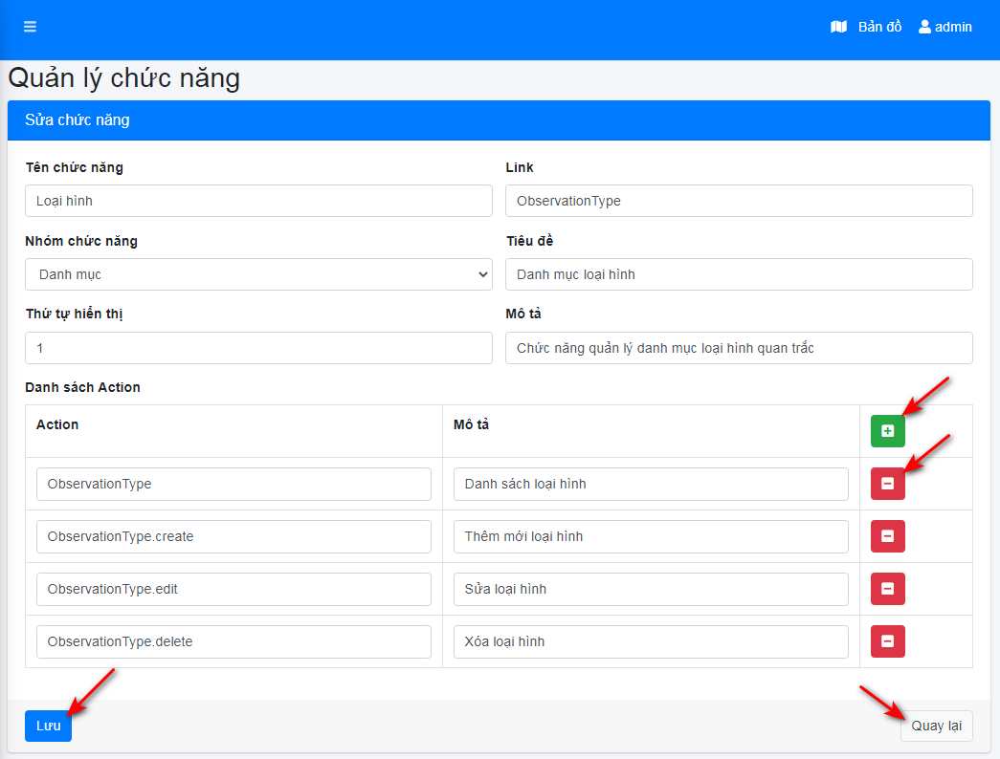 Bản đồ admin
Quản lý chức năng
Sửa chức năng
Tên chức năng Link
Loại hình ObservationType
Nhóm chức năng Tiêu đề
Danh mục Danh mục loại hình
Thứ tự hiển thị Mô tả
1 Chức năng quản lý danh mục loại hình quan trắc
Danh sách Action
Action Mô tả
ObservationType Danh sách loại hình
ObservationType.create Thêm mới loại hình
ObservationType.edit Sửa loại hình
ObservationType.delete Xóa loại hình
Lưu Quay lại